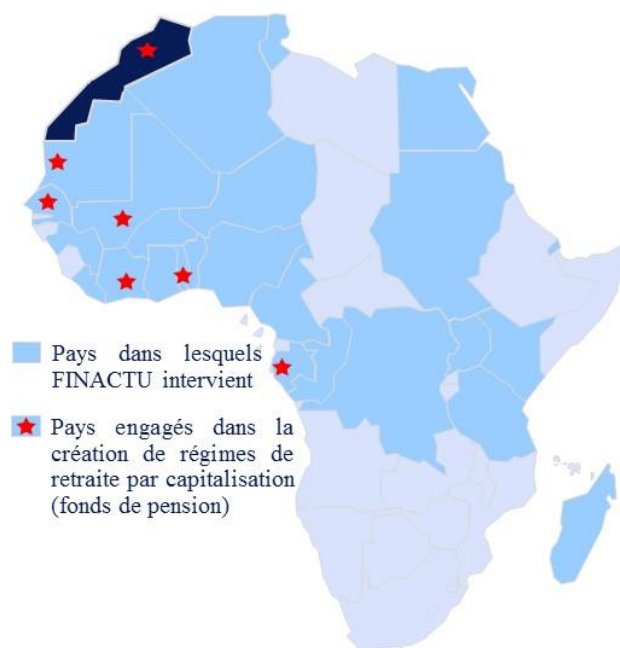 Pays dans lesquels
FINACTU intervient
Pays engagés dans la
création de régimes de
retraite par capitalisation
(fonds de pension)